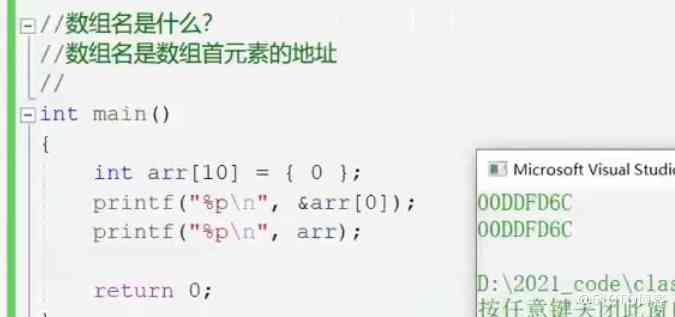 //数组名是什么?
//数组名是数组首元素的地址
//
int main()
{
int arr[10] = { 0 };
printf("%p\n", &arr[0]);
printf("%p\n", arr);
return 0;
Microsoft Visual Studi
00DDFD6C
00DDFD6C
D:\2021_code\clas
按任意键关闭此窗口